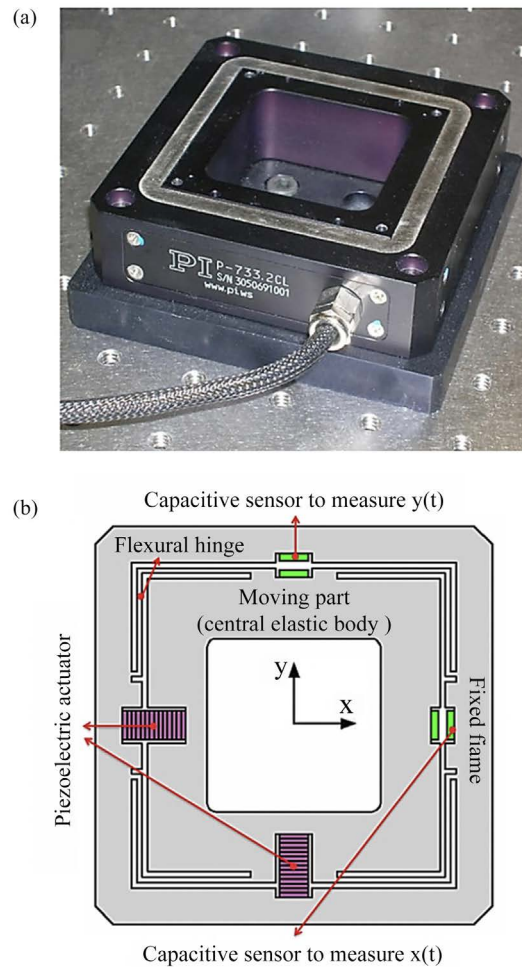 (a)
PI P-733.2CL
S/N 3050691001
www.pi.ws
(b)
Capacitive sensor to measure y(t)
Flexural hinge
Moving part
(central elastic body )
y
x
Piezoelectric actuator
Fixed fiame
Capacitive sensor to measure x(t)